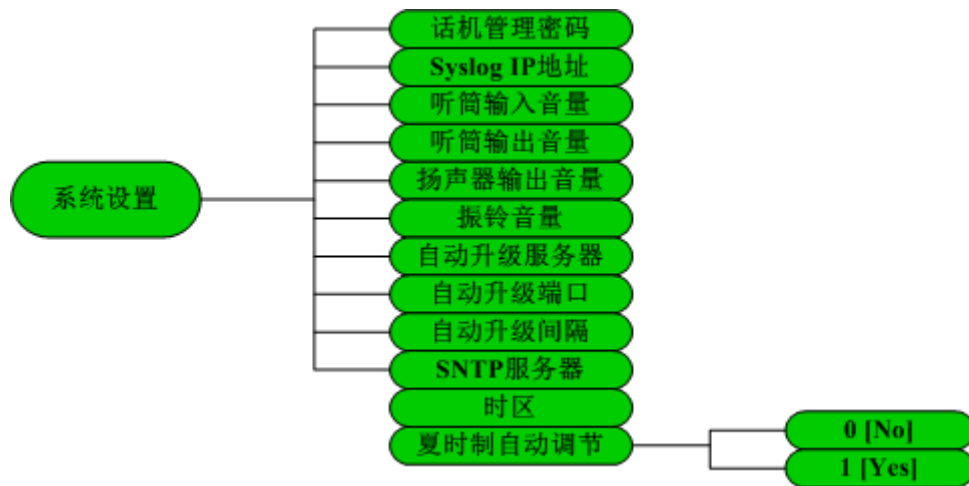 系统设置
话机管理密码
Syslog IP地址
听筒输入音量
听筒输出音量
扬声器输出音量
振铃音量
自动升级服务器
自动升级端口
自动升级间隔
SNTP服务器
时区
夏时制自动调节
0 [No]
1 [Yes]